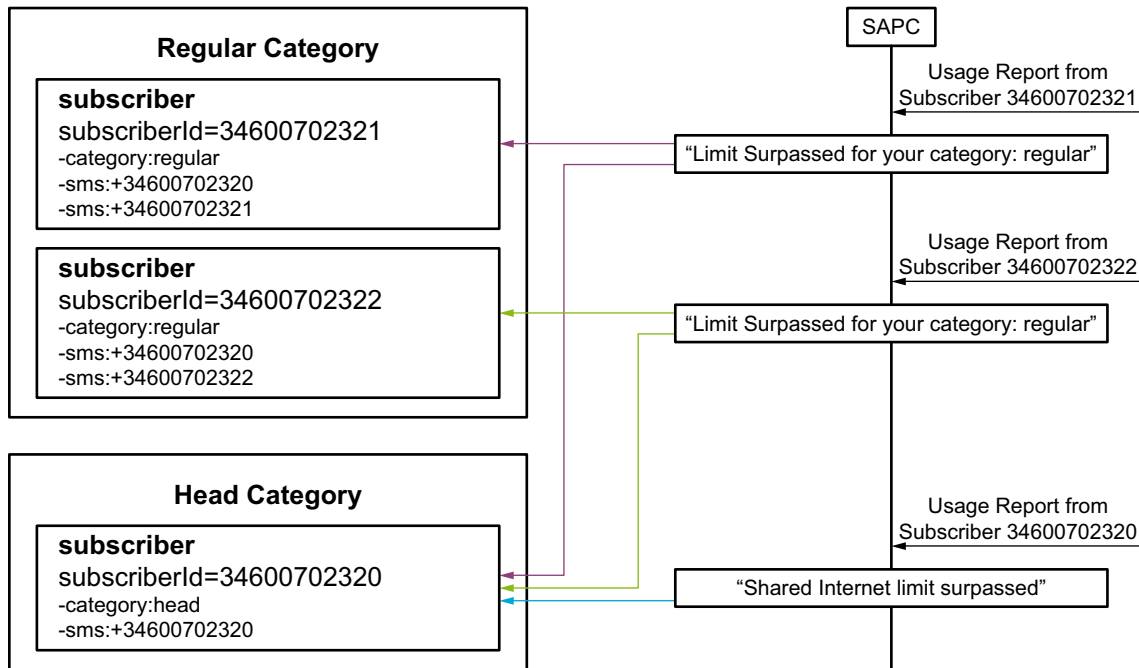 Regular Category
subscriber
subscriberId=34600702321
-category:regular
-sms:+34600702320
-sms:+34600702321
subscriber
subscriberId=34600702322
-category:regular
-sms:+34600702320
-sms:+34600702322
Head Category
subscriber
subscriberId=34600702320
-category:head
-sms:+34600702320
SAPC
Usage Report from
Subscriber 34600702321
“Limit Surpassed for your category: regular”
Usage Report from
Subscriber 34600702322
“Limit Surpassed for your category: regular”
Usage Report from
Subscriber 34600702320
“Shared Internet limit surpassed”